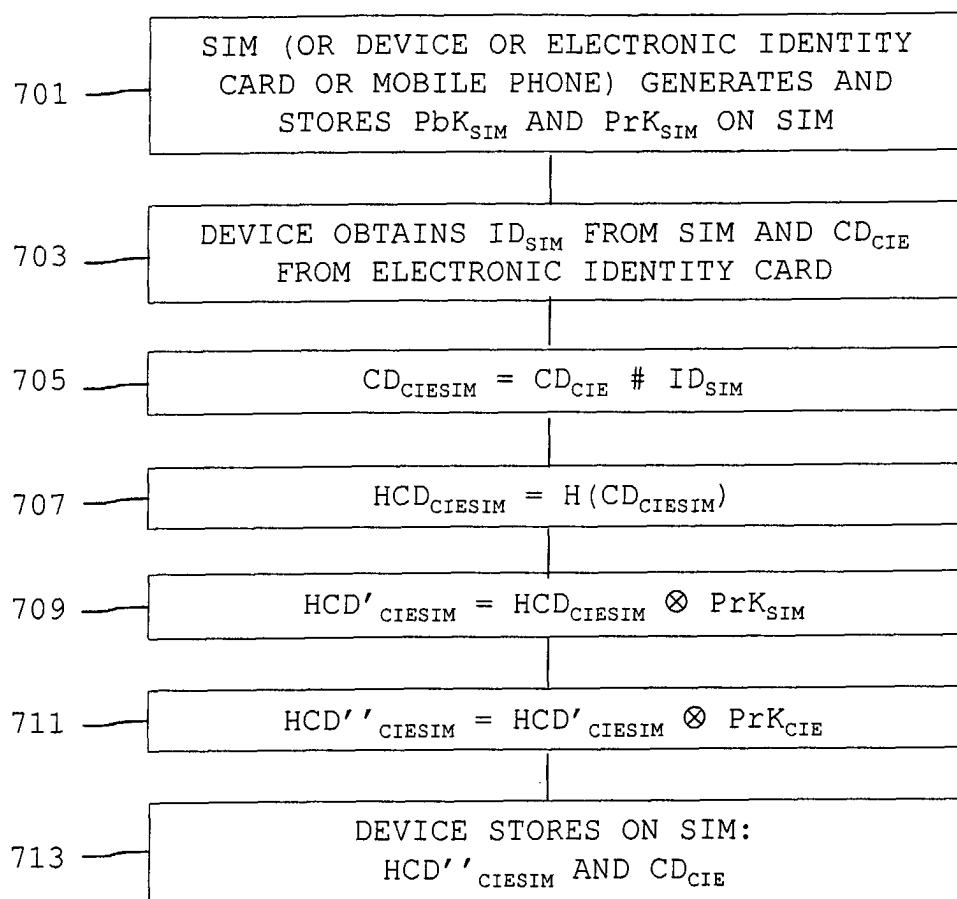 701
SIM (OR DEVICE OR ELECTRONIC IDENTITY
CARD OR MOBILE PHONE) GENERATES AND
STORES PbK_SIM AND PrK_SIM ON SIM
703
DEVICE OBTAINS ID_SIM FROM SIM AND CD_CIE
FROM ELECTRONIC IDENTITY CARD
705
CD_CIESIM = CD_CIE # ID_SIM
707
HCD_CIESIM = H(CD_CIESIM)
709
HCD'_CIESIM = HCD_CIESIM ⊗ PrK_SIM
711
HCD''_CIESIM = HCD'_CIESIM ⊗ PrK_CIE
713
DEVICE STORES ON SIM:
HCD''_CIESIM AND CD_CIE